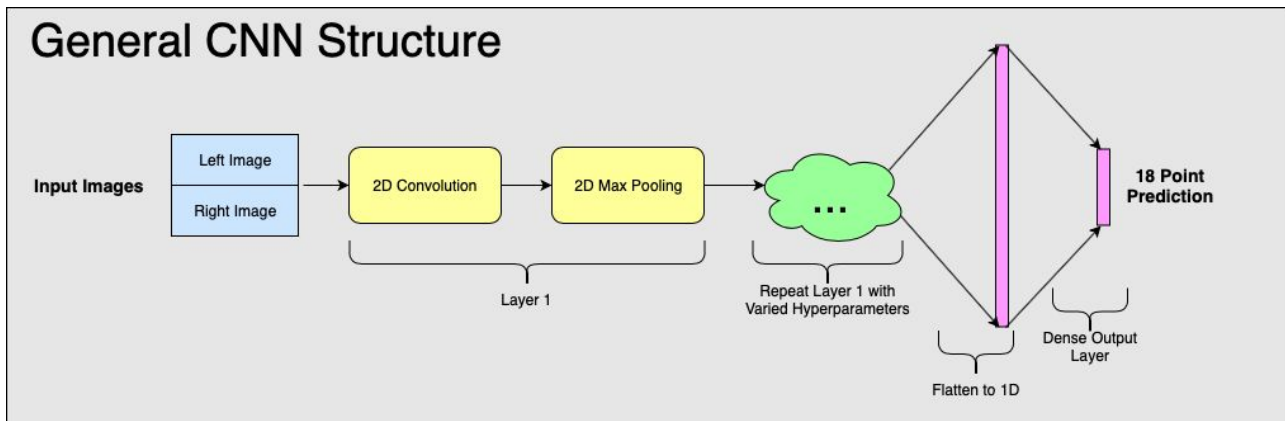 General CNN Structure
Input Images
Left Image
Right Image
2D Convolution
2D Max Pooling
...
18 Point
Prediction
Layer 1
Repeat Layer 1 with
Varied Hyperparameters
Flatten to 1D
Dense Output
Layer